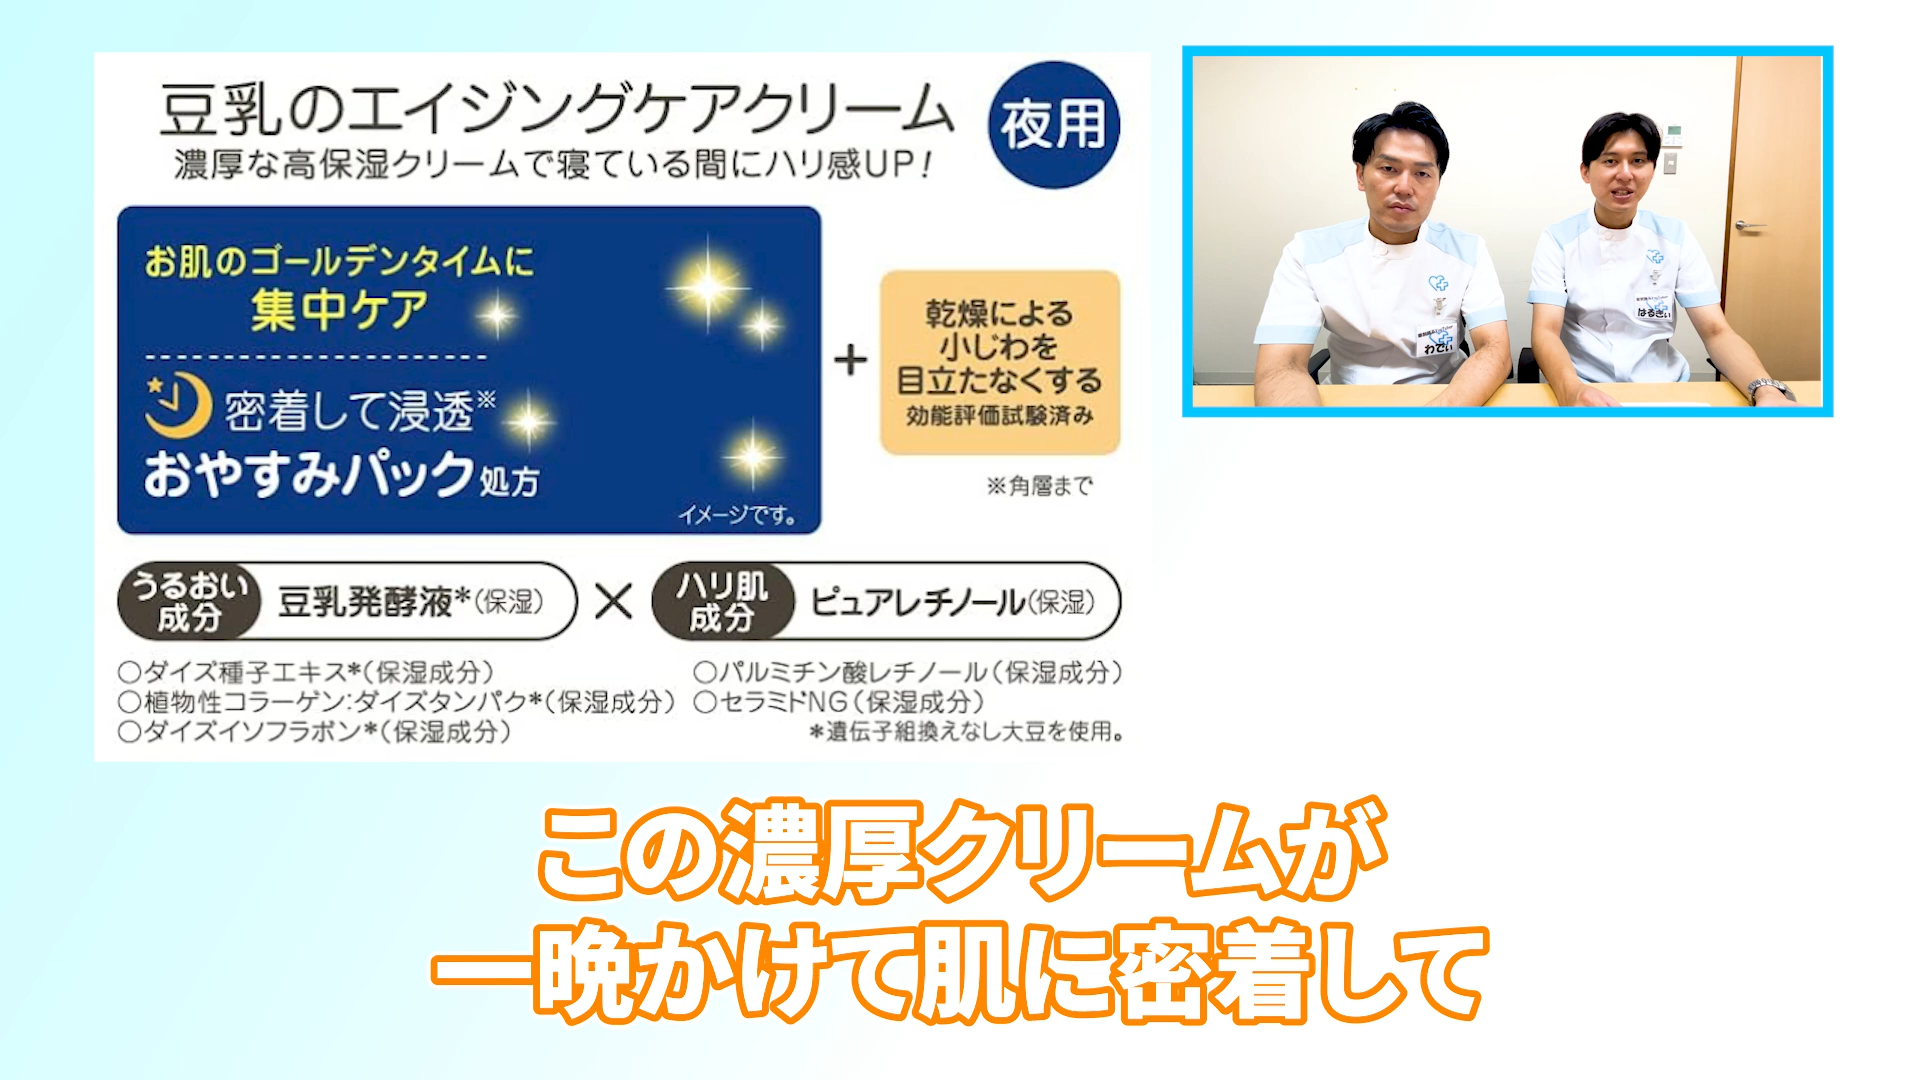 豆乳のエイジングケアクリーム
濃厚な高保湿クリームで寝ている間にハリ感UP!
夜用
お肌のゴールデンタイムに
集中ケア
密着して浸透※
おやすみパック処方
イメージです。
+
乾燥による
小じわを
目立たなくする
効能評価試験済み
※角層まで
うるおい
成分
豆乳発酵液*(保湿)
×
ハリ肌
成分
ピュアレチノール(保湿)
○ダイズ種子エキス*(保湿成分)
○植物性コラーゲン:ダイズタンパク*(保湿成分)
○ダイズイソフラボン*(保湿成分)
○パルミチン酸レチノール(保湿成分)
○セラミドNG(保湿成分)
*遺伝子組換えなし大豆を使用。
わでぃ
はるきぃ
この濃厚クリームが
一晩かけて肌に密着して